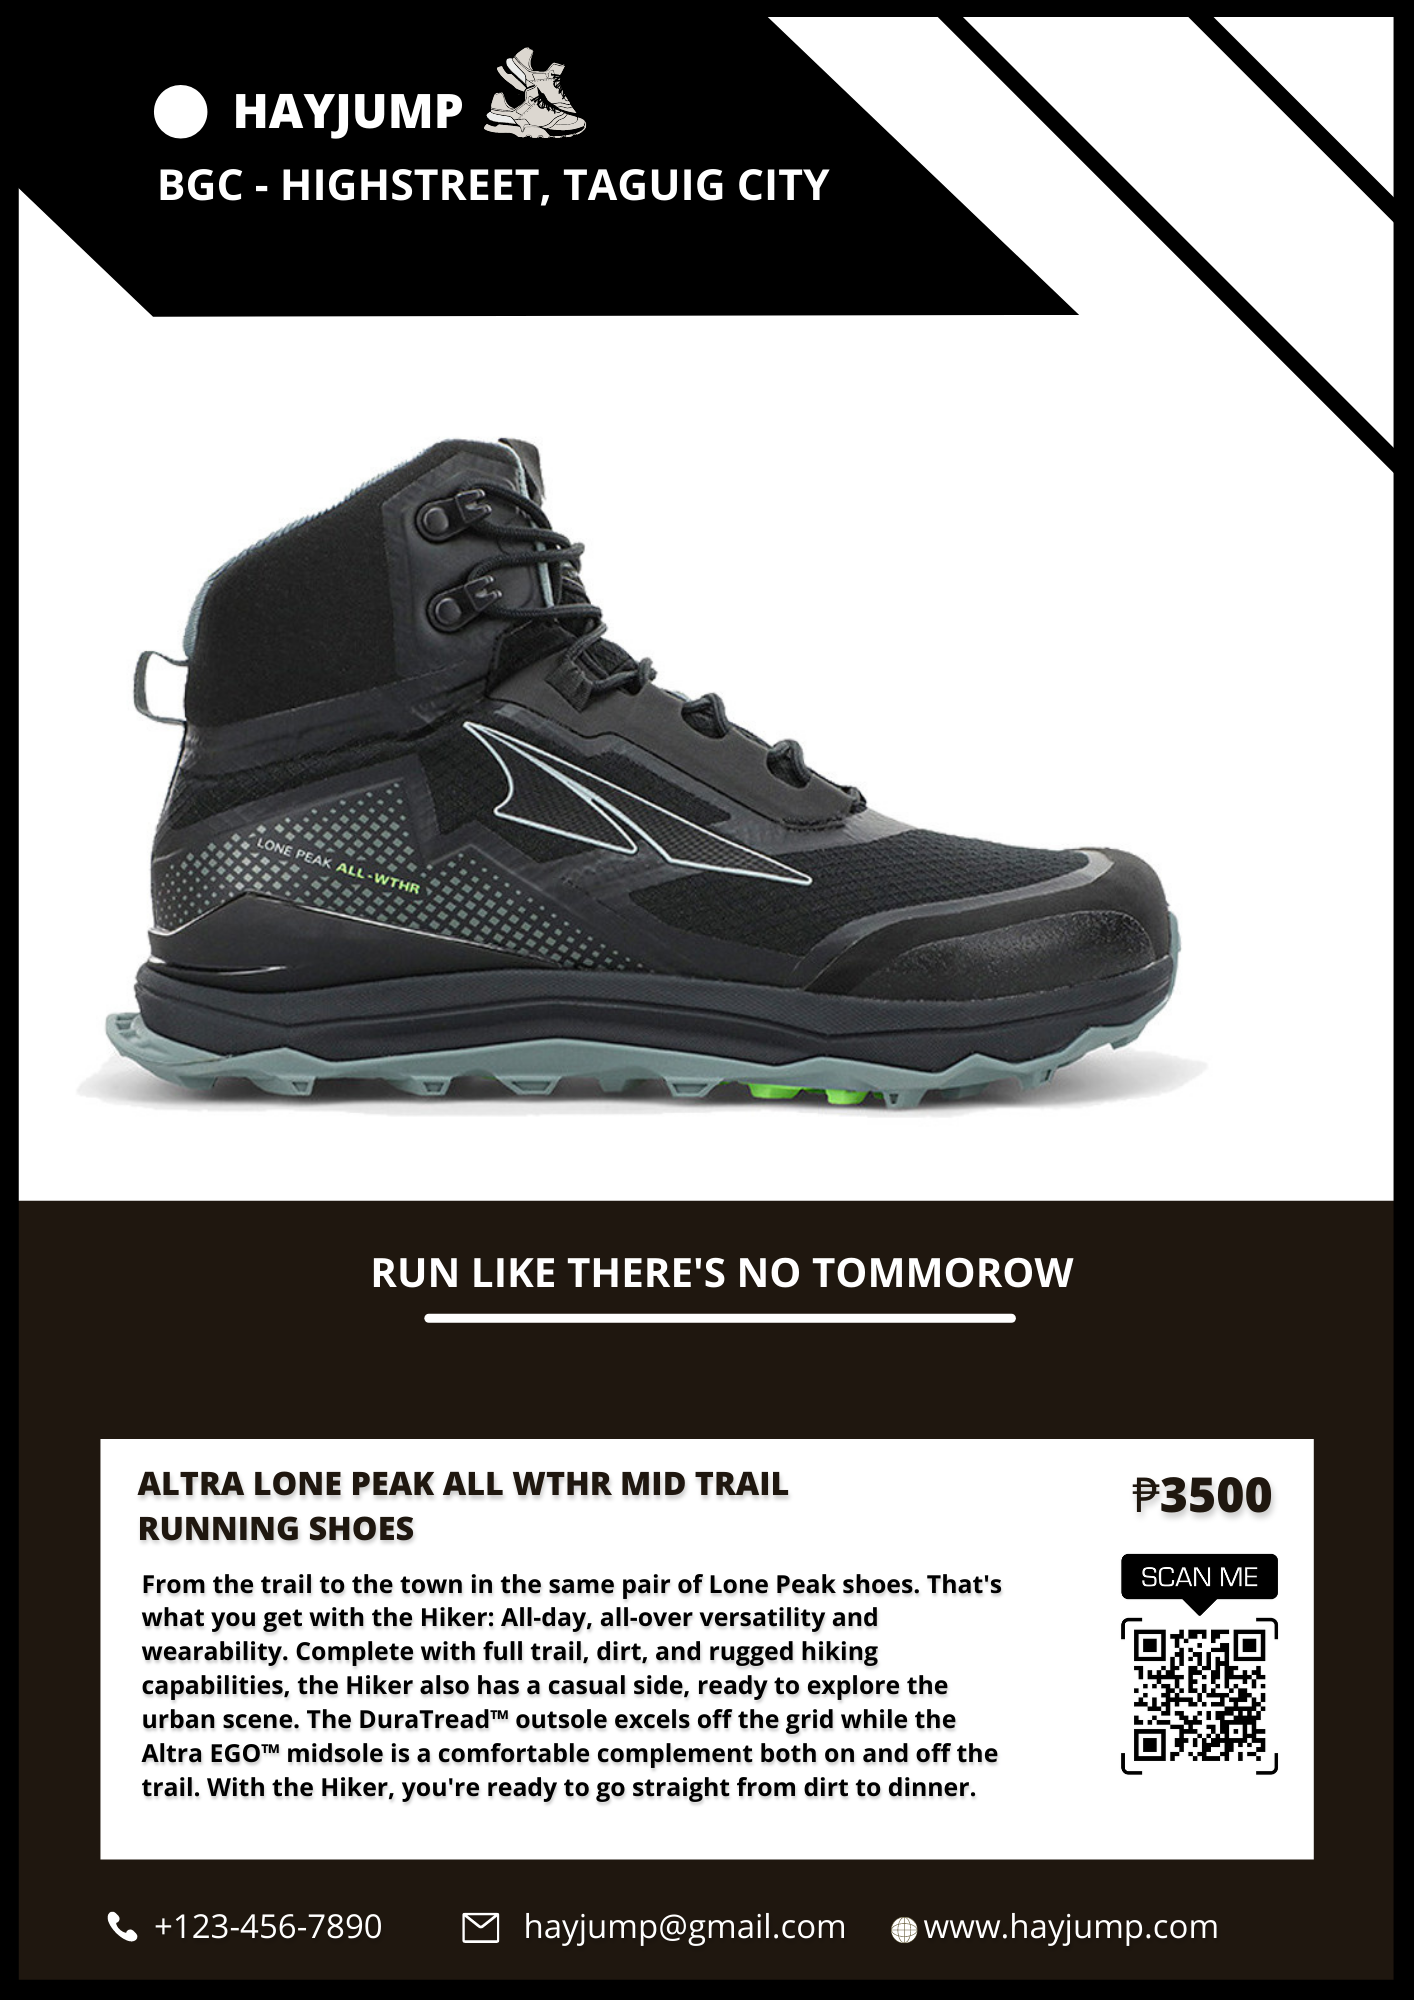 HAYJUMP
BGC - HIGHSTREET, TAGUIG CITY
LONE PEAK ALL-WTHR
RUN LIKE THERE'S NO TOMMOROW
ALTRA LONE PEAK ALL WTHR MID TRAIL
RUNNING SHOES
₱3500
From the trail to the town in the same pair of Lone Peak shoes. That's
what you get with the Hiker: All-day, all-over versatility and
wearability. Complete with full trail, dirt, and rugged hiking
capabilities, the Hiker also has a casual side, ready to explore the
urban scene. The DuraTread™ outsole excels off the grid while the
Altra EGO™ midsole is a comfortable complement both on and off the
trail. With the Hiker, you're ready to go straight from dirt to dinner.
SCAN ME
+123-456-7890
hayjump@gmail.com
www.hayjump.com